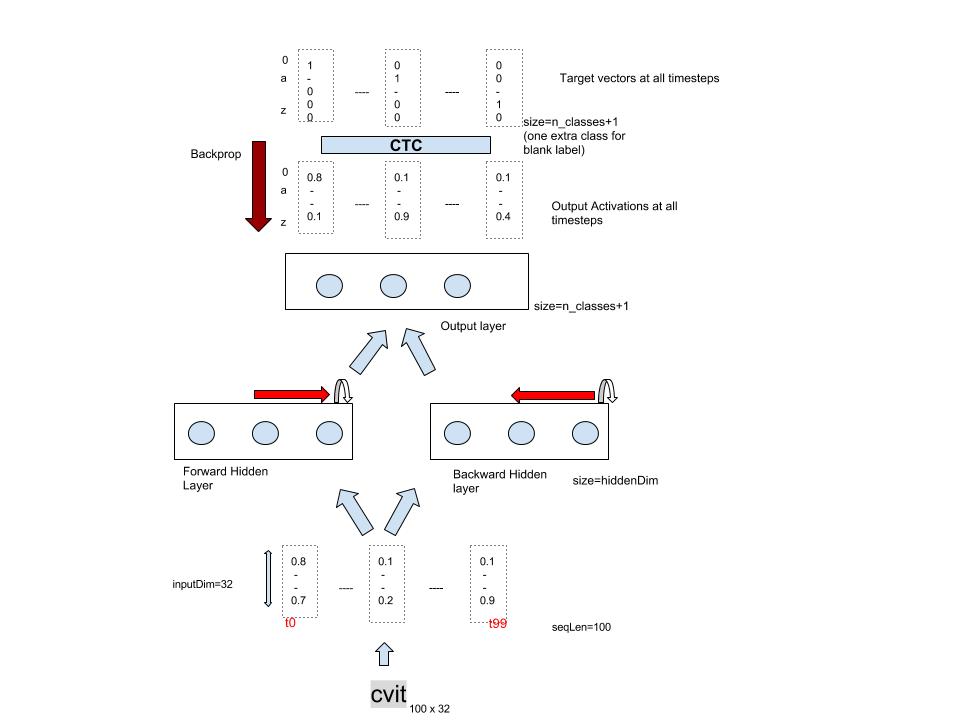 0
a
z
1
-
0
0
0
----
0
1
-
0
0
----
0
0
-
1
0
Target vectors at all timesteps
size=n_classes+1
(one extra class for
blank label)
CTC
Backprop
0
a
z
0.8
-
-
0.1
----
0.1
-
-
0.9
----
0.1
-
-
0.4
Output Activations at all
timesteps
size=n_classes+1
Output layer
Forward Hidden
Layer
Backward Hidden
layer
size=hiddenDim
inputDim=32
0.8
-
-
0.7
----
0.1
-
-
0.2
----
0.1
-
-
0.9
t0
t99
seqLen=100
cvit
100 x 32